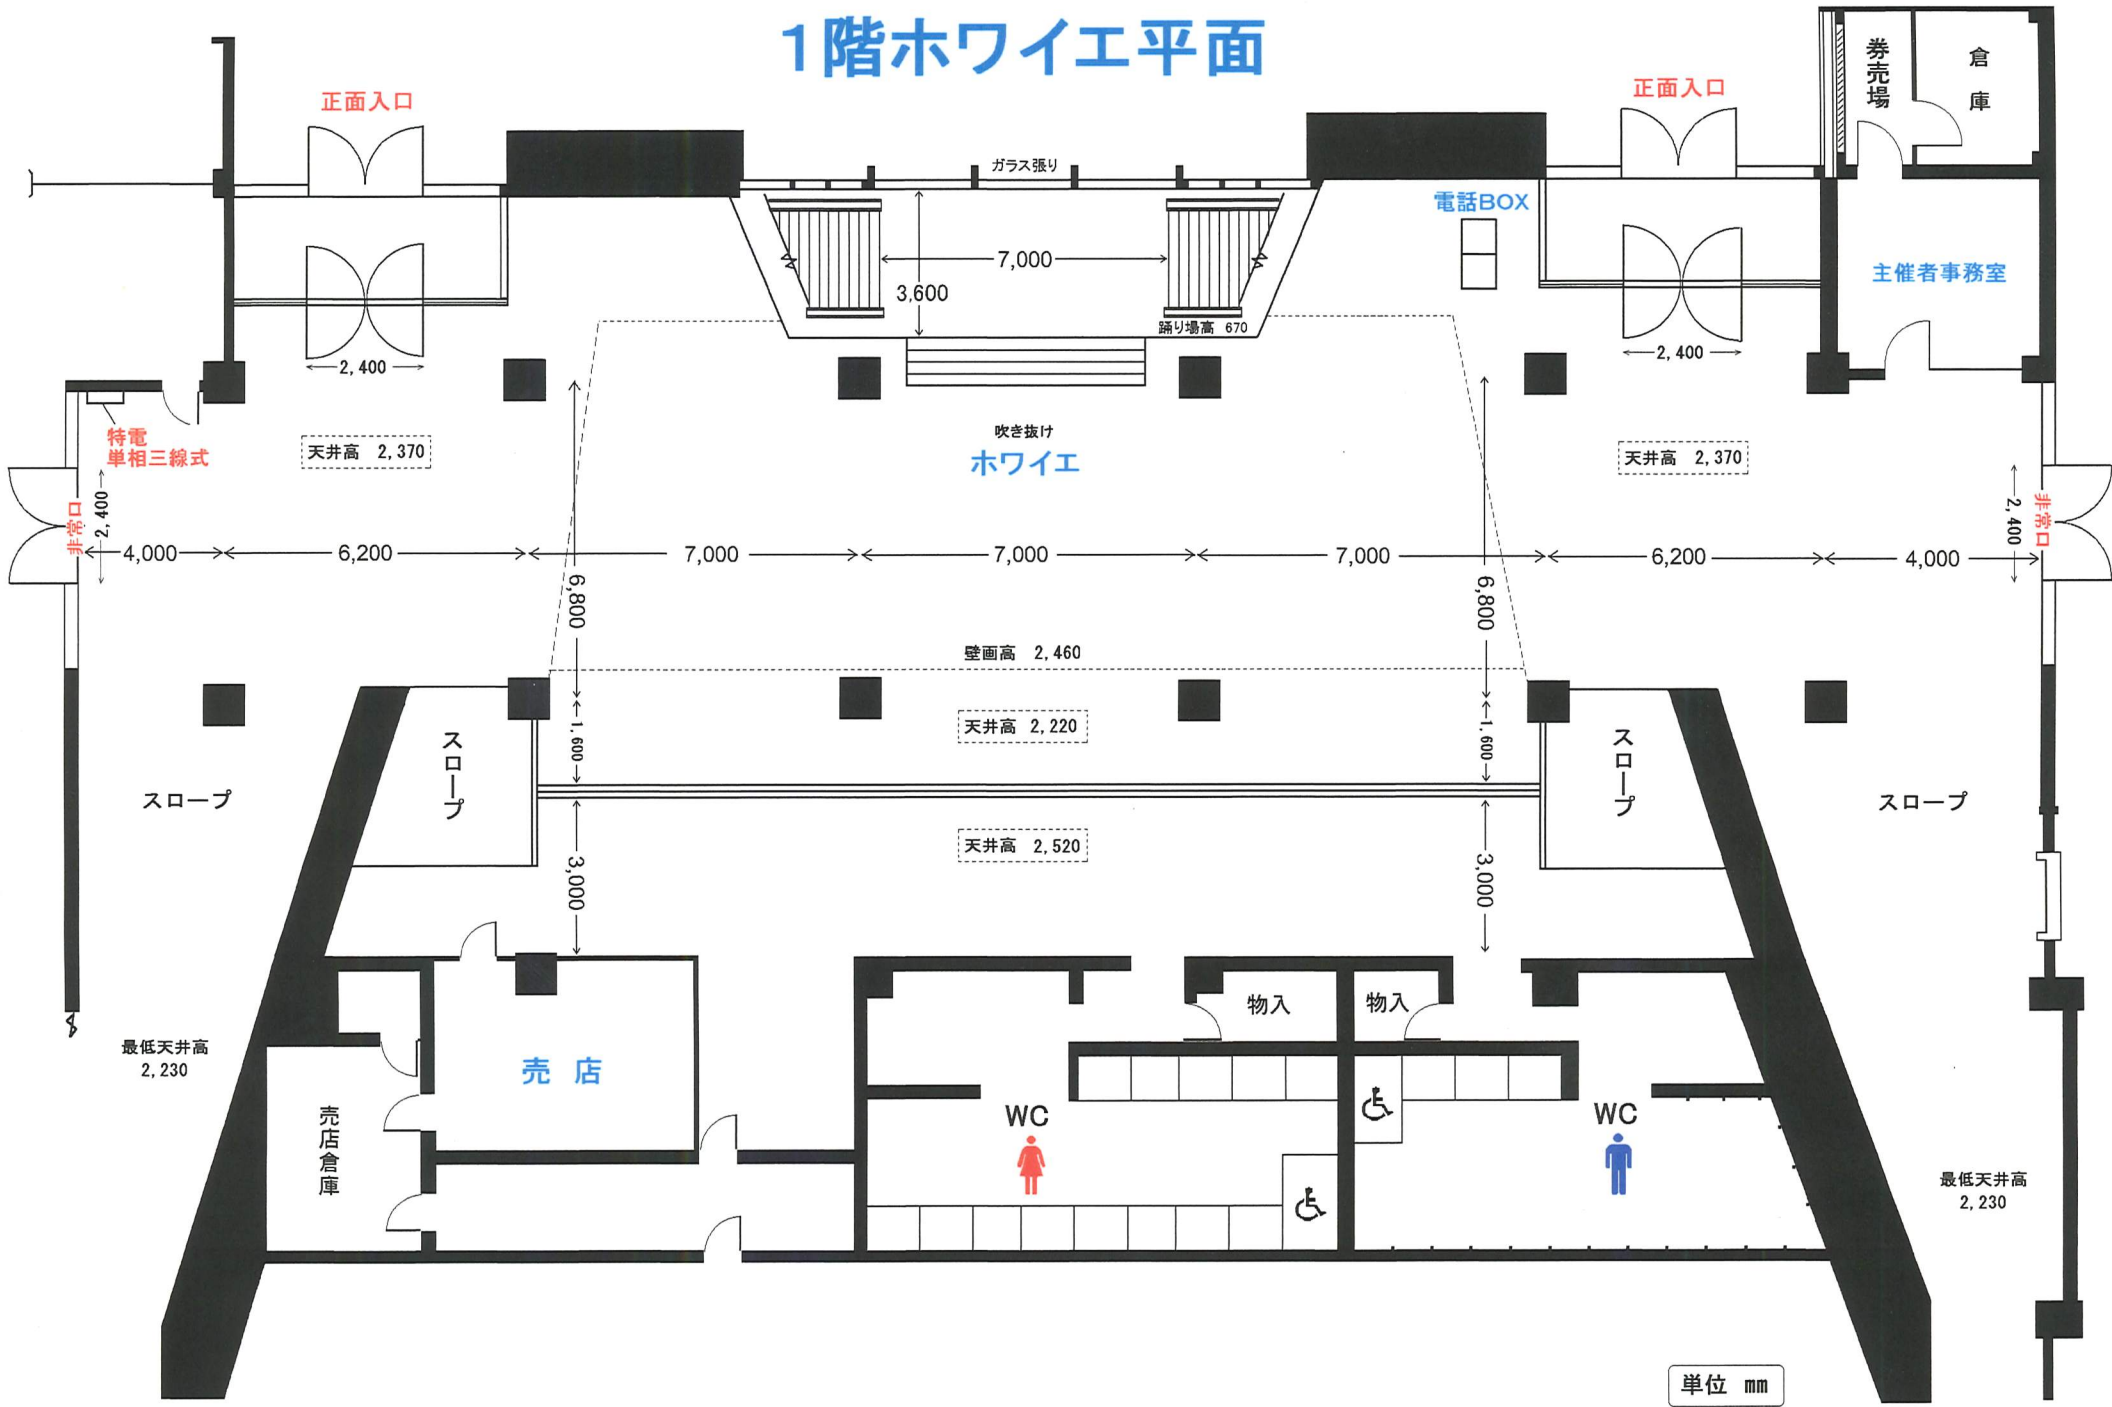 1階ホワイエ平面
正面入口
正面入口
券売場
倉庫
ガラス張り
電話BOX
7,000
3,600
主催者事務室
踊り場高 670
2,400
2,400
特電
単相三線式
天井高 2,370
吹き抜け
ホワイエ
天井高 2,370
非常口
2,400
2,400
非常口
4,000
6,200
7,000
7,000
7,000
6,200
4,000
6,800
6,800
壁画高 2,460
天井高 2,220
1,600
1,600
スロープ
スロープ
スロープ
スロープ
天井高 2,520
3,000
3,000
物入
物入
最低天井高
2,230
売店
売店倉庫
WC
WC
最低天井高
2,230
単位 mm